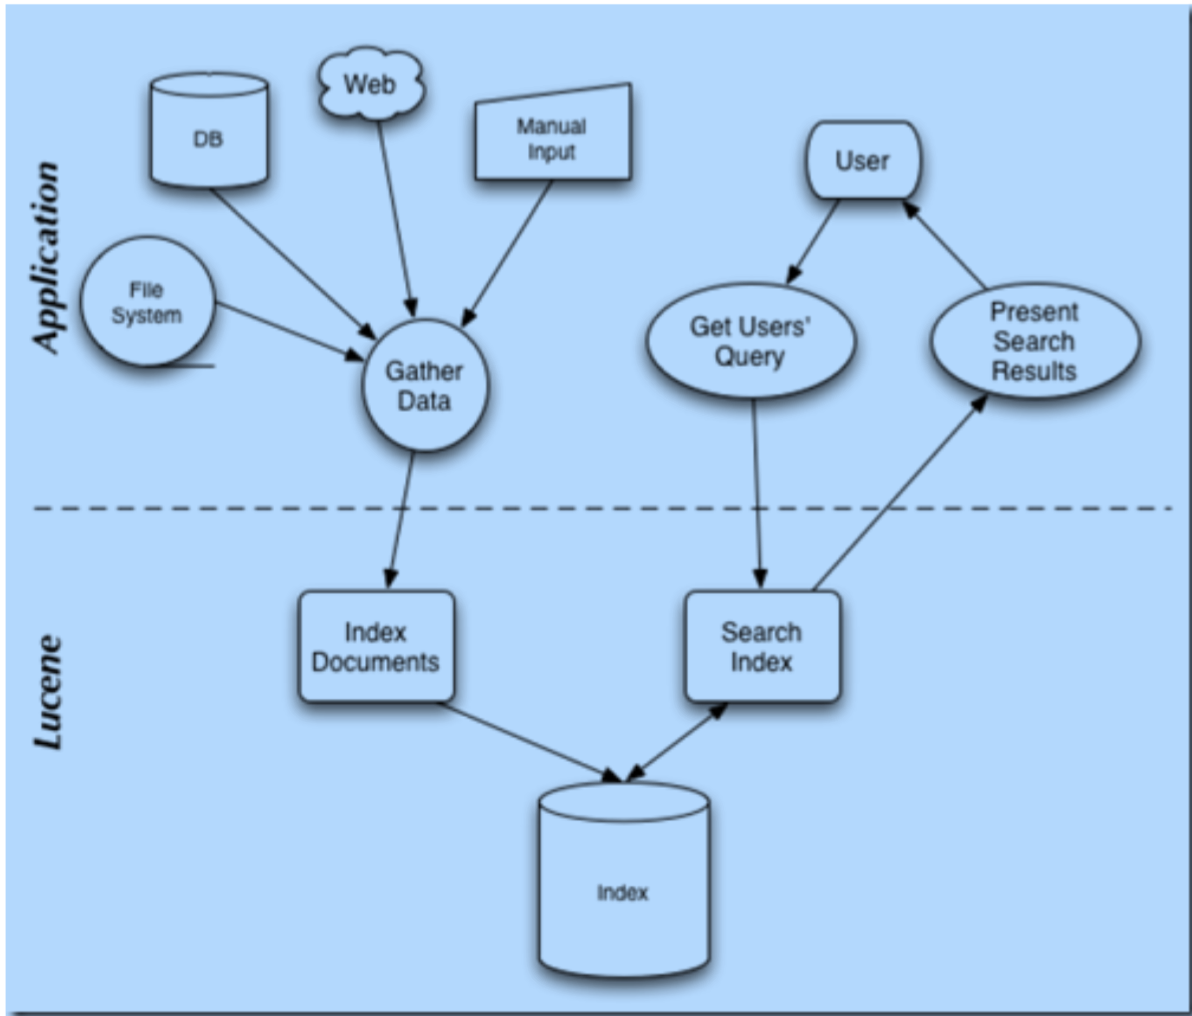 Application
DB
Web
Manual
Input
User
File
System
Gather
Data
Get Users'
Query
Present
Search
Results
Lucene
Index
Documents
Search
Index
Index